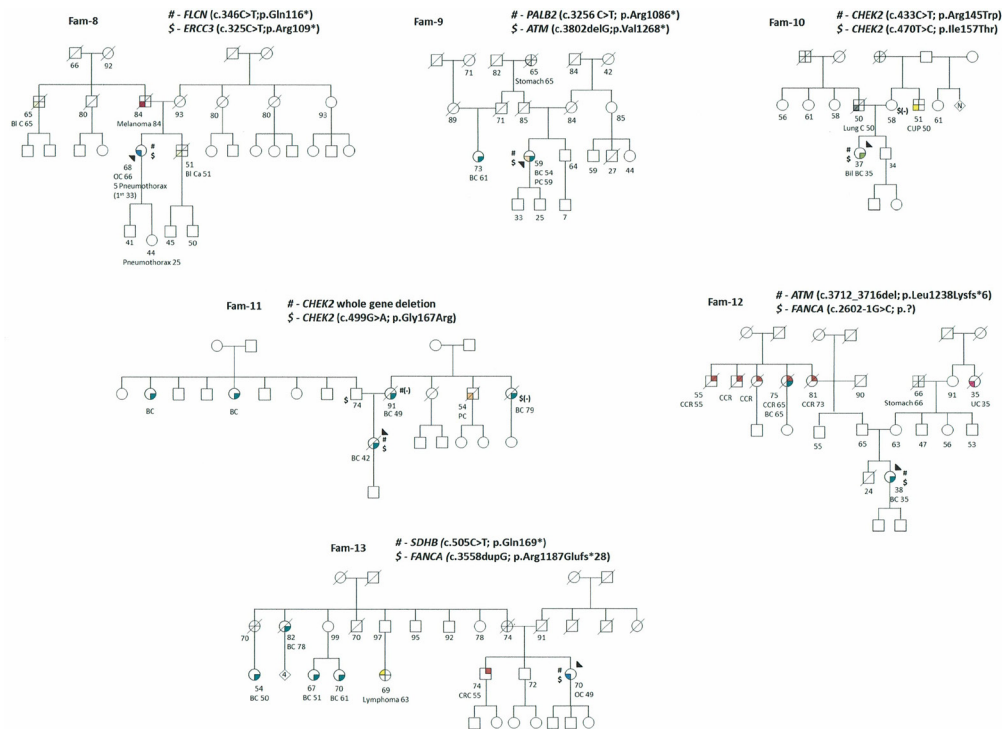 Fam-8
# - FLCN (c.346C>T;p.Gln116*)
$ - ERCC3 (c.325C>T;p.Arg109*)
66 92
65 80 84 93 80 80 93
Bl C 65 Melanoma 84
#
$
68 51
OC 66 Bl Ca 51
5 Pneumothorax
(1st 33)
41 44 45 50
Pneumothorax 25
Fam-9
# - PALB2 (c.3256 C>T; p.Arg1086*)
$ - ATM (c.3802delG;p.Val1268*)
71 82 65 84 42
Stomach 65
89 71 85 84 85
#
$
73 59 64 59 27 44
BC 61 BC 54
PC 59
33 25 7
Fam-10
# - CHEK2 (c.433C>T; p.Arg145Trp)
$ - CHEK2 (c.470T>C; p.Ile157Thr)
$(-)
56 61 58 50 58 51 61 N
Lung C 50 CUP 50
#
$
37 34
Bil BC 35
Fam-11
# - CHEK2 whole gene deletion
$ - CHEK2 (c.499G>A; p.Gly167Arg)
#(-)
$ $(-)
BC BC 74 91 54 BC 79
BC 49 PC
#
$
BC 42
Fam-12
# - ATM (c.3712_3716del; p.Leu1238Lysfs*6)
$ - FANCA (c.2602-1G>C; p.?)
55 CCR CCR 75 81 90 66 91 35
CCR 55 CCR 65 CCR 73 Stomach 66 UC 35
BC 65
55 65 63 47 56 53
#
$
24 38
BC 35
Fam-13
# - SDHB (c.505C>T; p.Gln169*)
$ - FANCA (c.3558dupG; p.Arg1187Glufs*28)
70 82 99 70 97 95 92 78 74 91
BC 78
4
54 67 70 69
BC 50 BC 51 BC 61 Lymphoma 63
#
$
74 72 70
CRC 55 OC 49